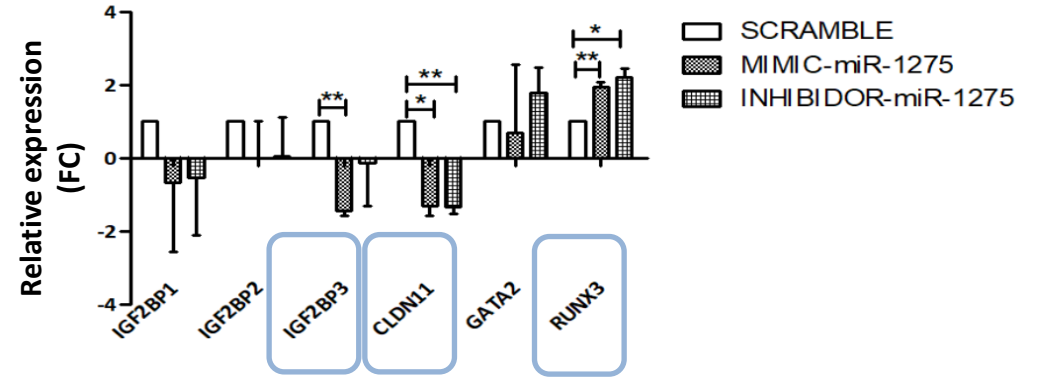 Relative expression
(FC)
4
2
0
-2
-4
**
**
*
*
**
IGF2BP1
IGF2BP2
IGF2BP3
CLDN11
GATA2
RUNX3
SCRAMBLE
MIMIC-miR-1275
INHIBIDOR-miR-1275